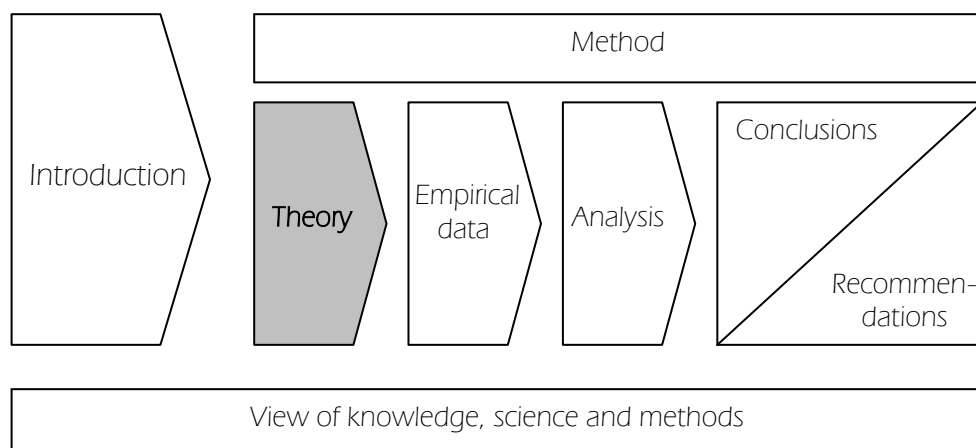 Method
Introduction
Theory
Empirical
data
Analysis
Conclusions
Recommen-
dations
View of knowledge, science and methods